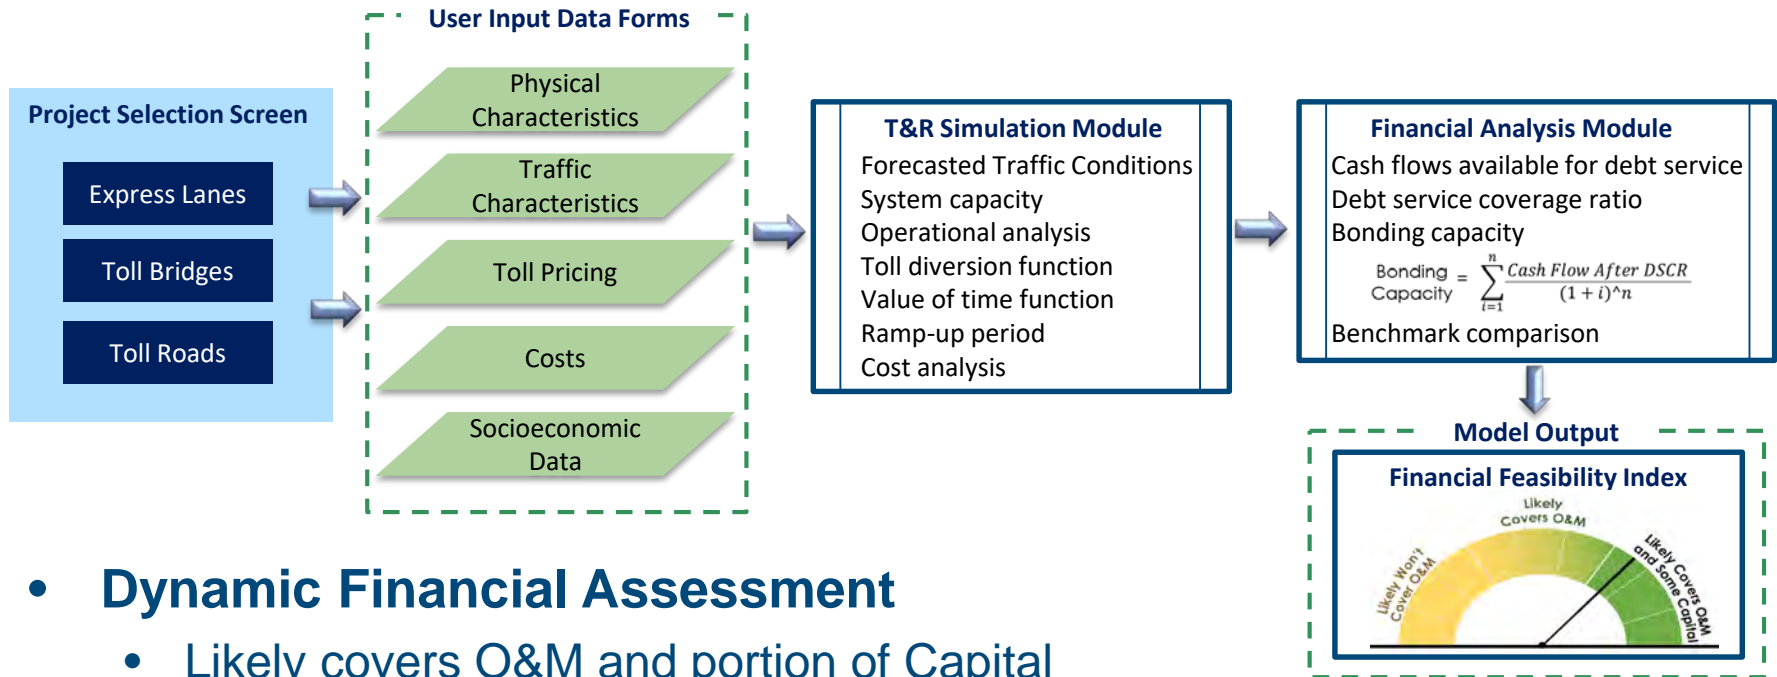 Project Selection Screen
Express Lanes
Toll Bridges
Toll Roads
User Input Data Forms
Physical
Characteristics
Traffic
Characteristics
Toll Pricing
Costs
Socioeconomic
Data
T&R Simulation Module
Forecasted Traffic Conditions
System capacity
Operational analysis
Toll diversion function
Value of time function
Ramp-up period
Cost analysis
Financial Analysis Module
Cash flows available for debt service
Debt service coverage ratio
Bonding capacity
Bonding Capacity = \sum_{i=1}^{n} \frac{Cash Flow After DSCR}{(1 + i)^n}
Benchmark comparison
Model Output
Financial Feasibility Index
Likely Won't
Cover O&M
Likely
Covers O&M
Likely Covers O&M
and Some Capital
• Dynamic Financial Assessment
• Likely covers O&M and portion of Capital